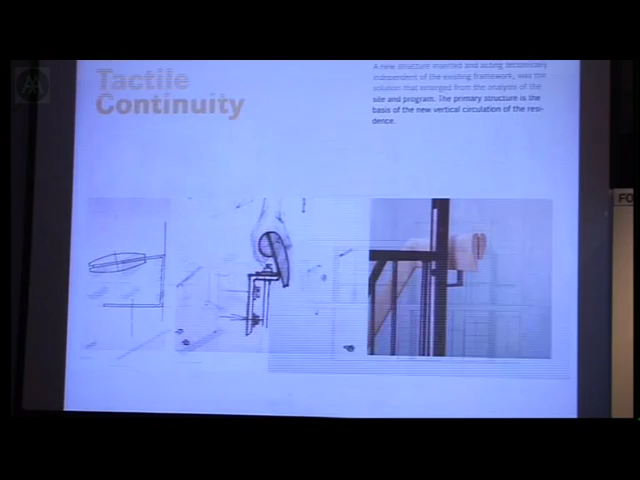 AA
Tactile
Continuity
A new structure inserted and acting tectonically
independent of the existing framework, was the
solution that emerged from the analysis of the
site and program. The primary structure is the
basis of the new vertical circulation of the resi-
dence.
FO